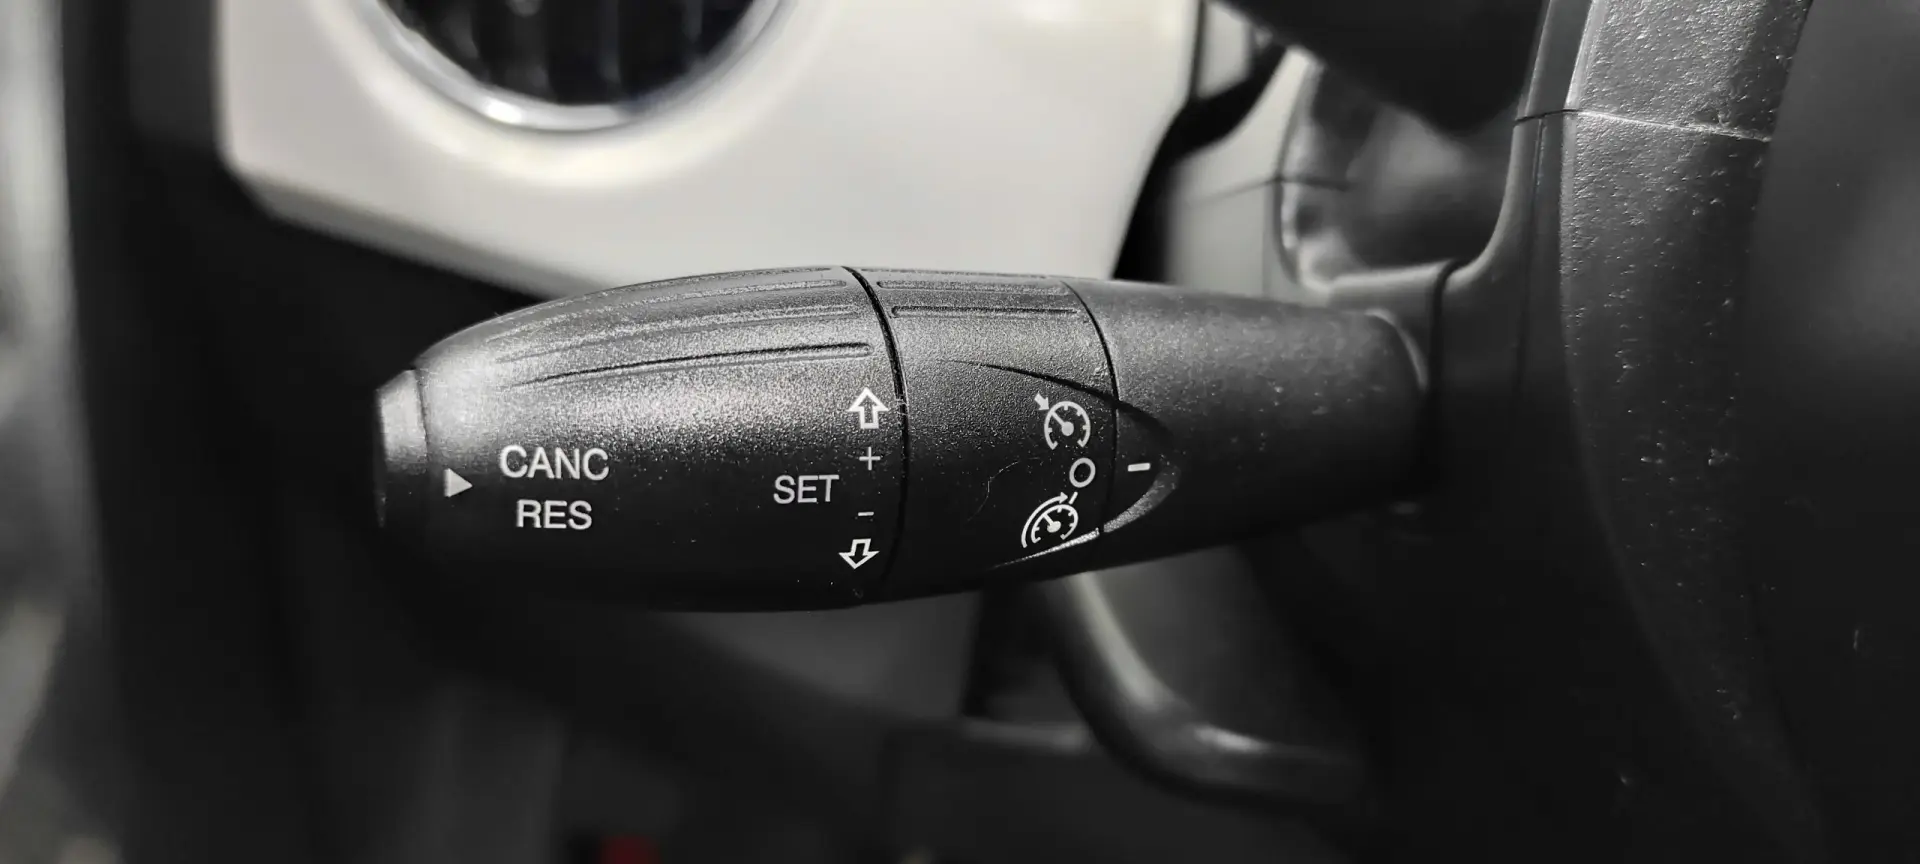 CANC
RES
SET
+
-